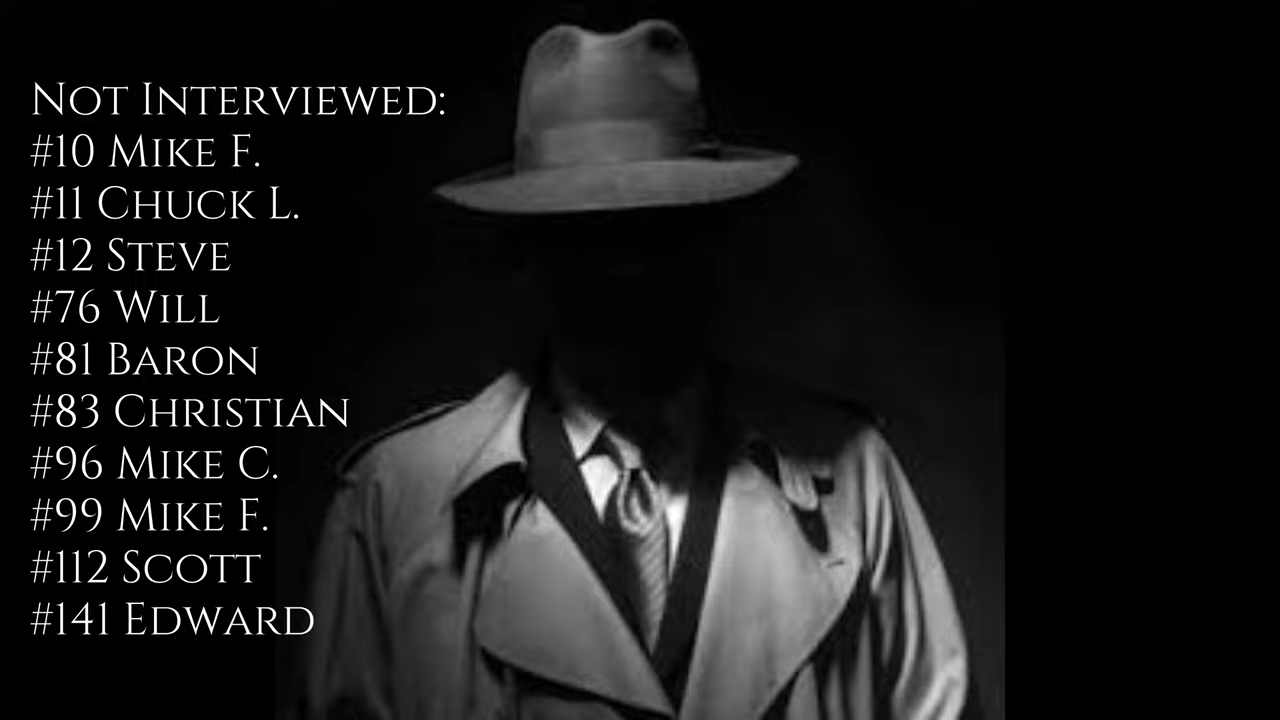 Not Interviewed:
#10 Mike F.
#11 Chuck L.
#12 Steve
#76 Will
#81 Baron
#83 Christian
#96 Mike C.
#99 Mike F.
#112 Scott
#141 Edward